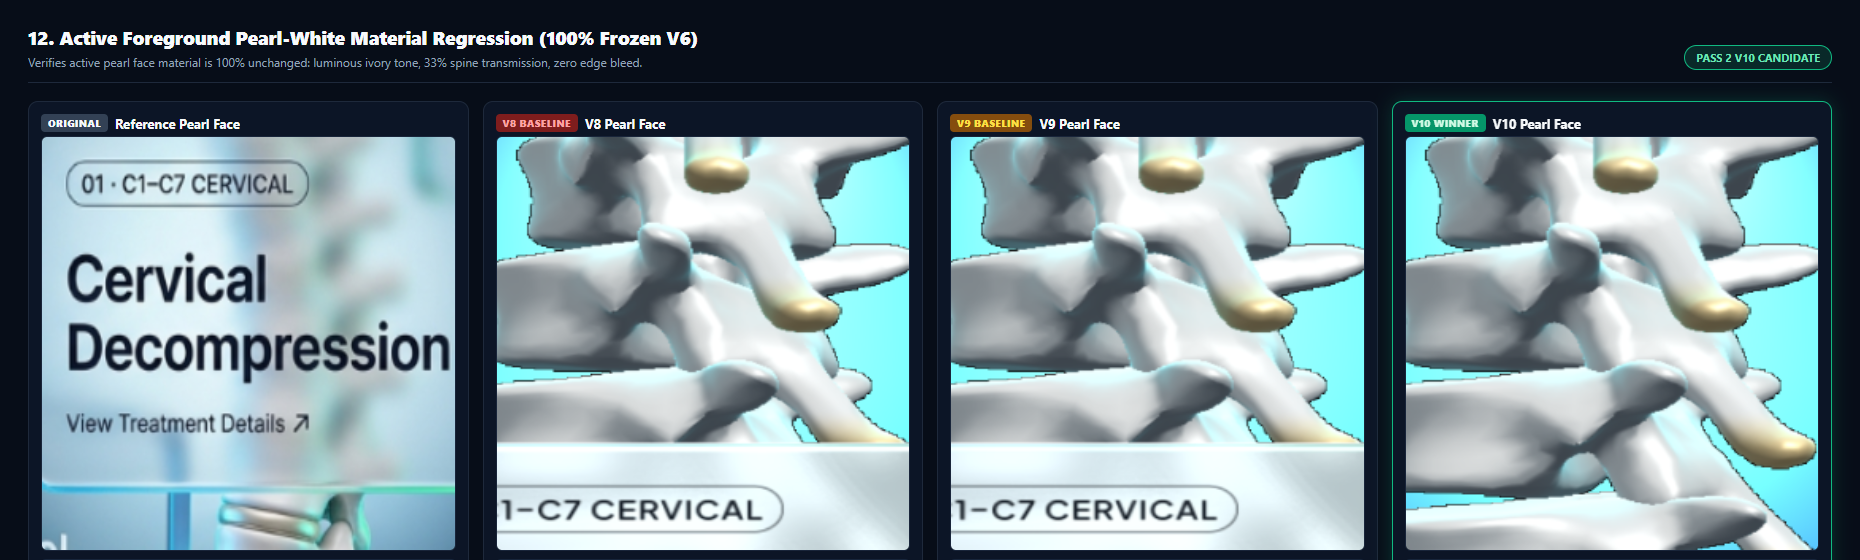 12. Active Foreground Pearl-White Material Regression (100% Frozen V6)
Verifies active pearl face material is 100% unchanged: luminous ivory tone, 33% spine transmission, zero edge bleed.
PASS 2 V10 CANDIDATE
ORIGINAL Reference Pearl Face
01 · C1–C7 CERVICAL
Cervical
Decompression
View Treatment Details ↗
V8 BASELINE V8 Pearl Face
1–C7 CERVICAL
V9 BASELINE V9 Pearl Face
1–C7 CERVICAL
V10 WINNER V10 Pearl Face